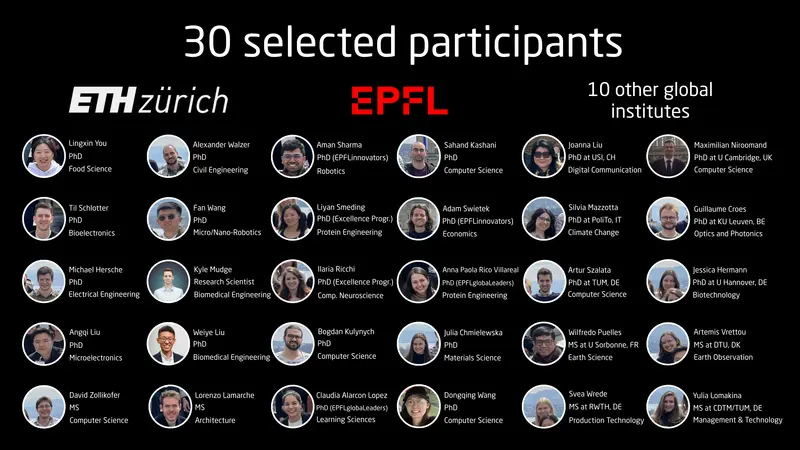 30 selected participants
ETH zürich
EPFL
10 other global
institutes
Lingxin You
PhD
Food Science
Alexander Walzer
PhD
Civil Engineering
Aman Sharma
PhD (EPFLinnovators)
Robotics
Sahand Kashani
PhD
Computer Science
Joanna Liu
PhD at USI, CH
Digital Communication
Maximilian Niroomand
PhD at U Cambridge, UK
Computer Science
Til Schlotter
PhD
Bioelectronics
Fan Wang
PhD
Micro/Nano-Robotics
Liyan Smeding
PhD (Excellence Progr.)
Protein Engineering
Adam Swietek
PhD (EPFLinnovators)
Economics
Silvia Mazzotta
PhD at PoliTo, IT
Climate Change
Guillaume Croes
PhD at KU Leuven, BE
Optics and Photonics
Michael Hersche
PhD
Electrical Engineering
Kyle Mudge
Research Scientist
Biomedical Engineering
Ilaria Ricchi
PhD (Excellence Progr.)
Comp. Neuroscience
Anna Paola Rico Villareal
PhD (EPFLglobaLeaders)
Protein Engineering
Artur Szalata
PhD at TUM, DE
Computer Science
Jessica Hermann
PhD at U Hannover, DE
Biotechnology
Angqi Liu
PhD
Microelectronics
Weiye Liu
PhD
Biomedical Engineering
Bogdan Kulynych
PhD
Computer Science
Julia Chmielewska
PhD
Materials Science
Wilfredo Puelles
MS at U Sorbonne, FR
Earth Science
Artemis Vrettou
MS at DTU, DK
Earth Observation
David Zollikofer
MS
Computer Science
Lorenzo Lamarche
MS
Architecture
Claudia Alarcon Lopez
PhD (EPFLglobaLeaders)
Learning Sciences
Dongqing Wang
PhD
Computer Science
Svea Wrede
MS at RWTH, DE
Production Technology
Yulia Lomakina
MS at CDTM/TUM, DE
Management & Technology